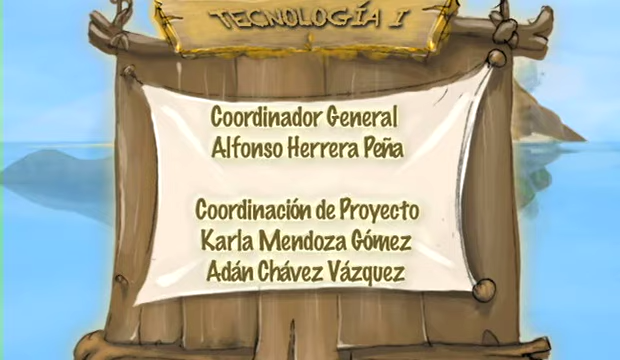 TECNOLOGÍA I
Coordinador General
Alfonso Herrera Peña
Coordinación de Proyecto
Karla Mendoza Gómez
Adán Chávez Vázquez